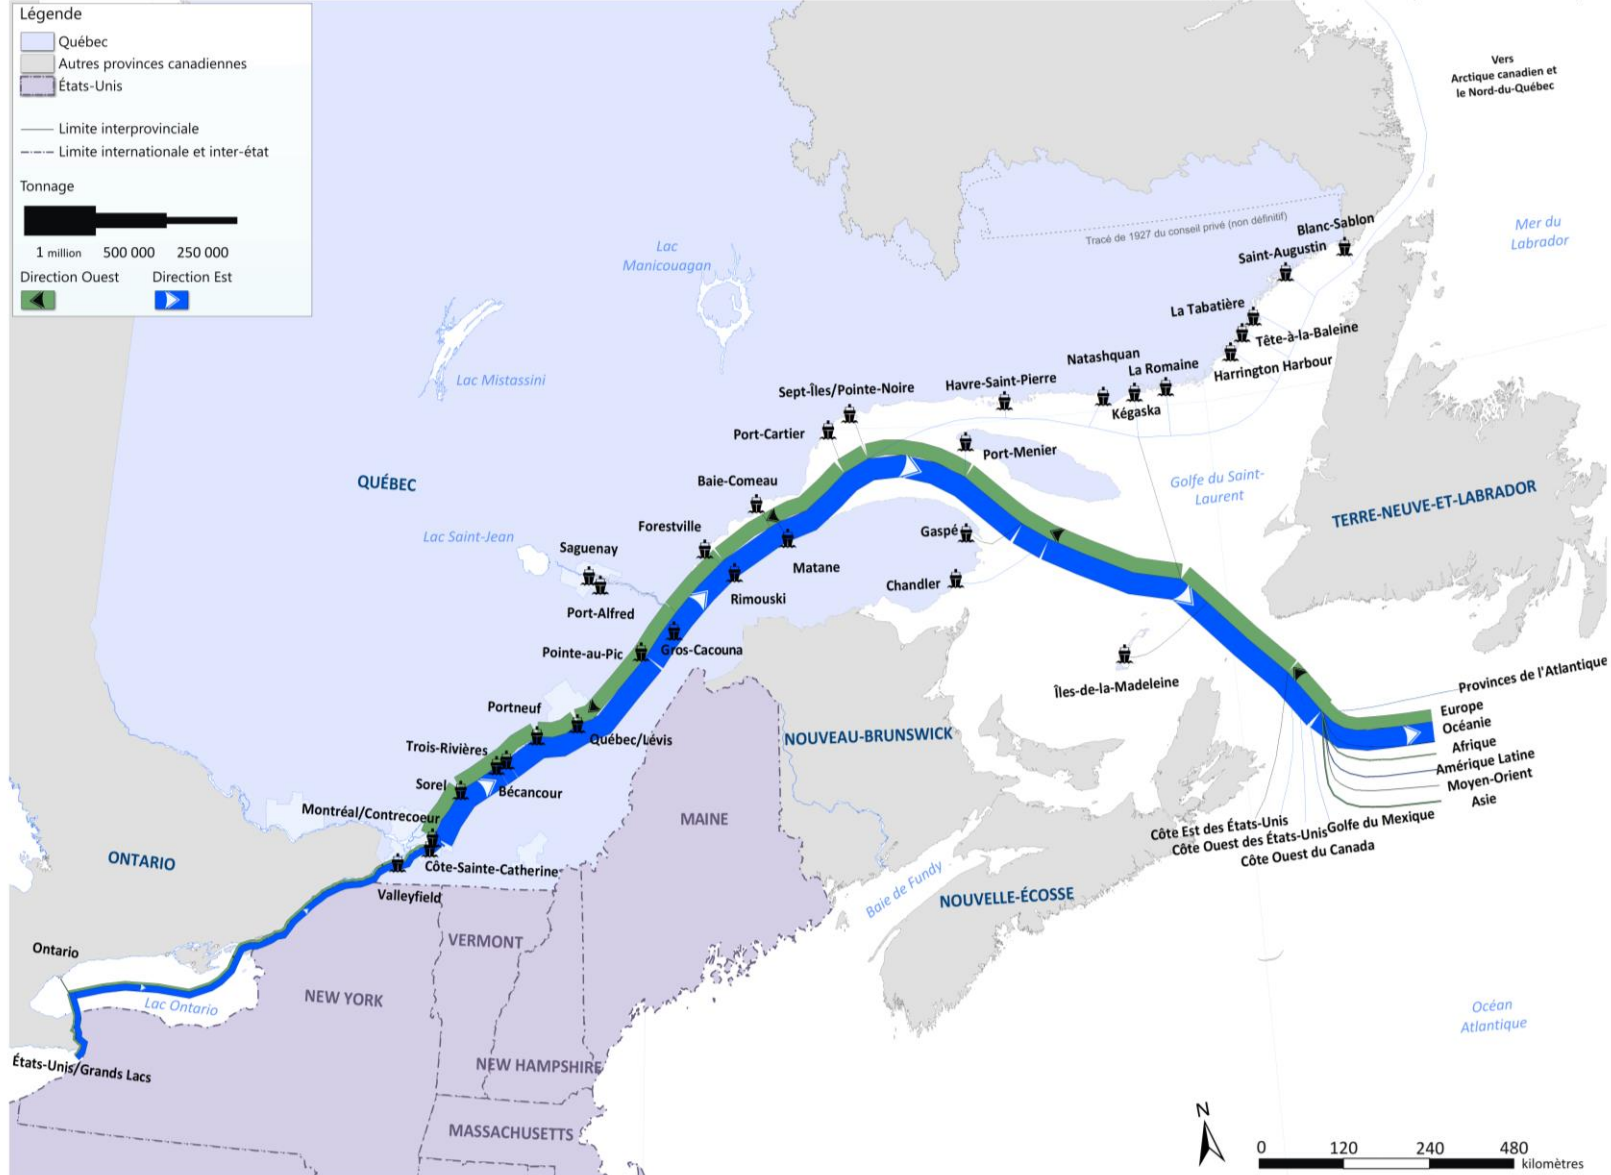 Légende
Québec
Autres provinces canadiennes
États-Unis
Limite interprovinciale
Limite internationale et inter-état
Tonnage
1 million 500 000 250 000
Direction Ouest Direction Est
Vers
Arctique canadien et
le Nord-du-Québec
Mer du
Labrador
Tracé de 1927 du conseil privé (non définitif)
Blanc-Sablon
Saint-Augustin
Lac
Manicouagan
La Tabatière
Tête-à-la-Baleine
Harrington Harbour
Natashquan
La Romaine
Kégaska
Lac Mistassini
Havre-Saint-Pierre
Sept-Îles/Pointe-Noire
Port-Cartier
Port-Menier
Golfe du Saint-
Laurent
TERRE-NEUVE-ET-LABRADOR
QUÉBEC
Baie-Comeau
Forestville
Lac Saint-Jean
Saguenay
Port-Alfred
Gaspé
Chandler
Matane
Rimouski
Gros-Cacouna
Pointe-au-Pic
Îles-de-la-Madeleine
Portneuf
Québec/Lévis
Trois-Rivières
Bécancour
Sorel
Montréal/Contrecoeur
Côte-Sainte-Catherine
Valleyfield
NOUVEAU-BRUNSWICK
Provinces de l'Atlantique
Europe
Océanie
Afrique
Amérique Latine
Moyen-Orient
Asie
Côte Est des États-Unis
Golfe du Mexique
Côte Ouest des États-Unis
Côte Ouest du Canada
MAINE
ONTARIO
Baie de Fundy
NOUVELLE-ÉCOSSE
VERMONT
Ontario
Lac Ontario
NEW YORK
États-Unis/Grands Lacs
NEW HAMPSHIRE
MASSACHUSETTS
Océan
Atlantique
N
0 120 240 480
kilomètres